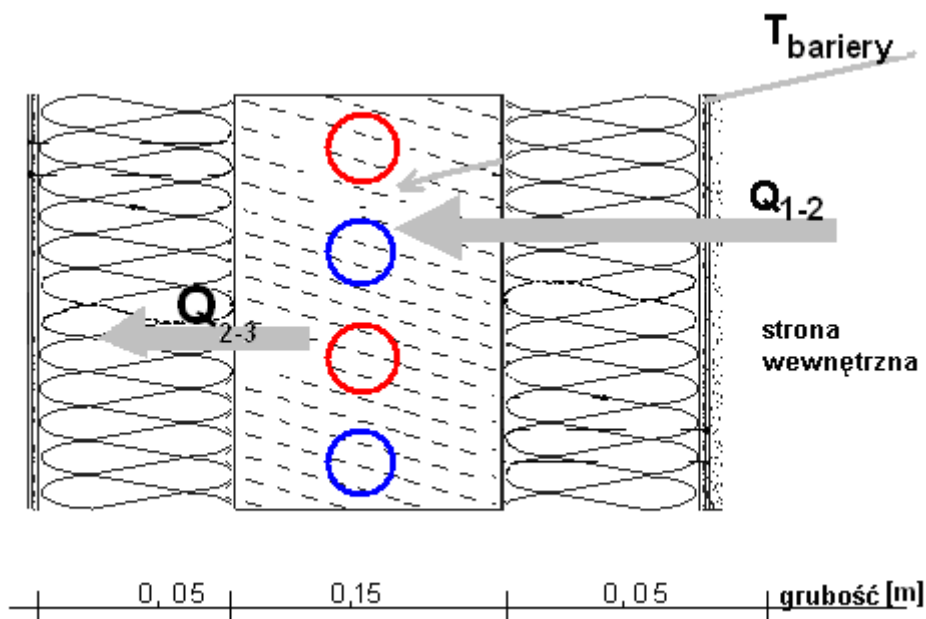 T bariery
Q 1-2
Q 2-3
strona
wewnętrzna
0,05 0,15 0,05 grubość [m]